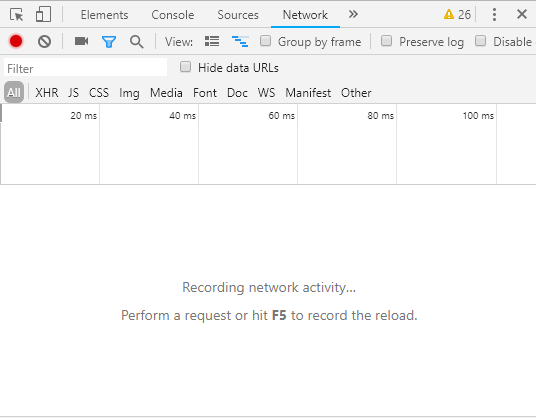 Elements Console Sources Network » 26
View: Group by frame Preserve log Disable
Filter Hide data URLs
All XHR JS CSS Img Media Font Doc WS Manifest Other
20 ms 40 ms 60 ms 80 ms 100 ms
Recording network activity...
Perform a request or hit F5 to record the reload.